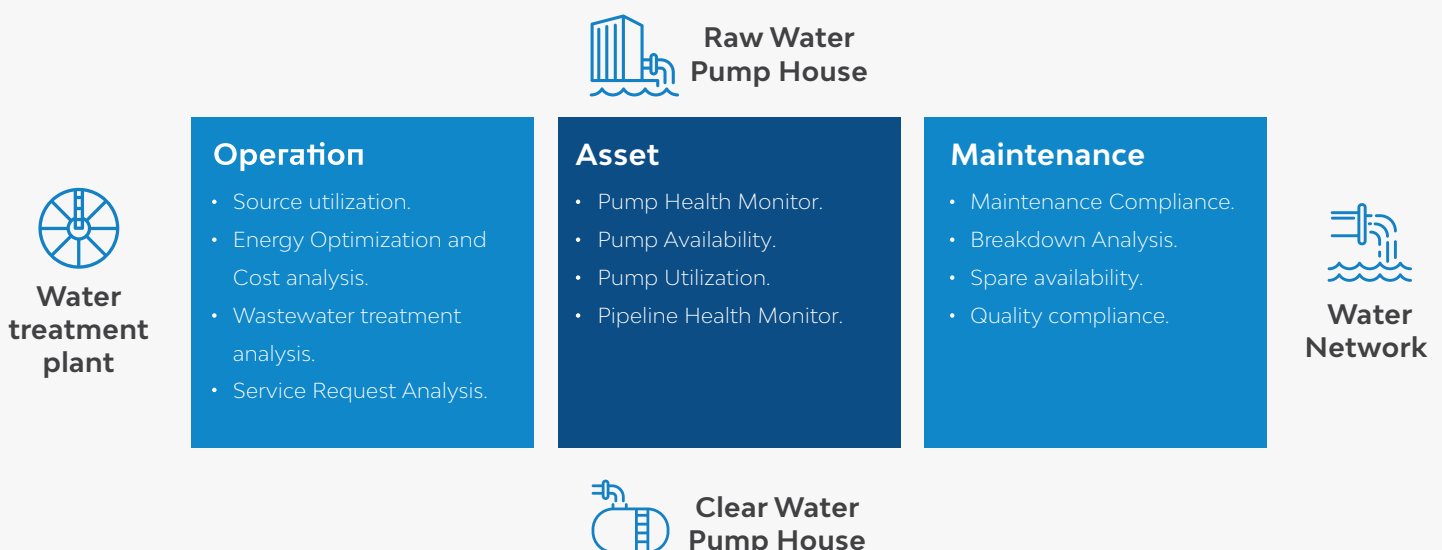 Raw Water
Pump House
Operation
• Source utilization.
• Energy Optimization and
Cost analysis.
• Wastewater treatment
analysis.
• Service Request Analysis.
Asset
• Pump Health Monitor.
• Pump Availability.
• Pump Utilization.
• Pipeline Health Monitor.
Maintenance
• Maintenance Compliance.
• Breakdown Analysis.
• Spare availability.
• Quality compliance.
Water
treatment
plant
Water
Network
Clear Water
Pump House